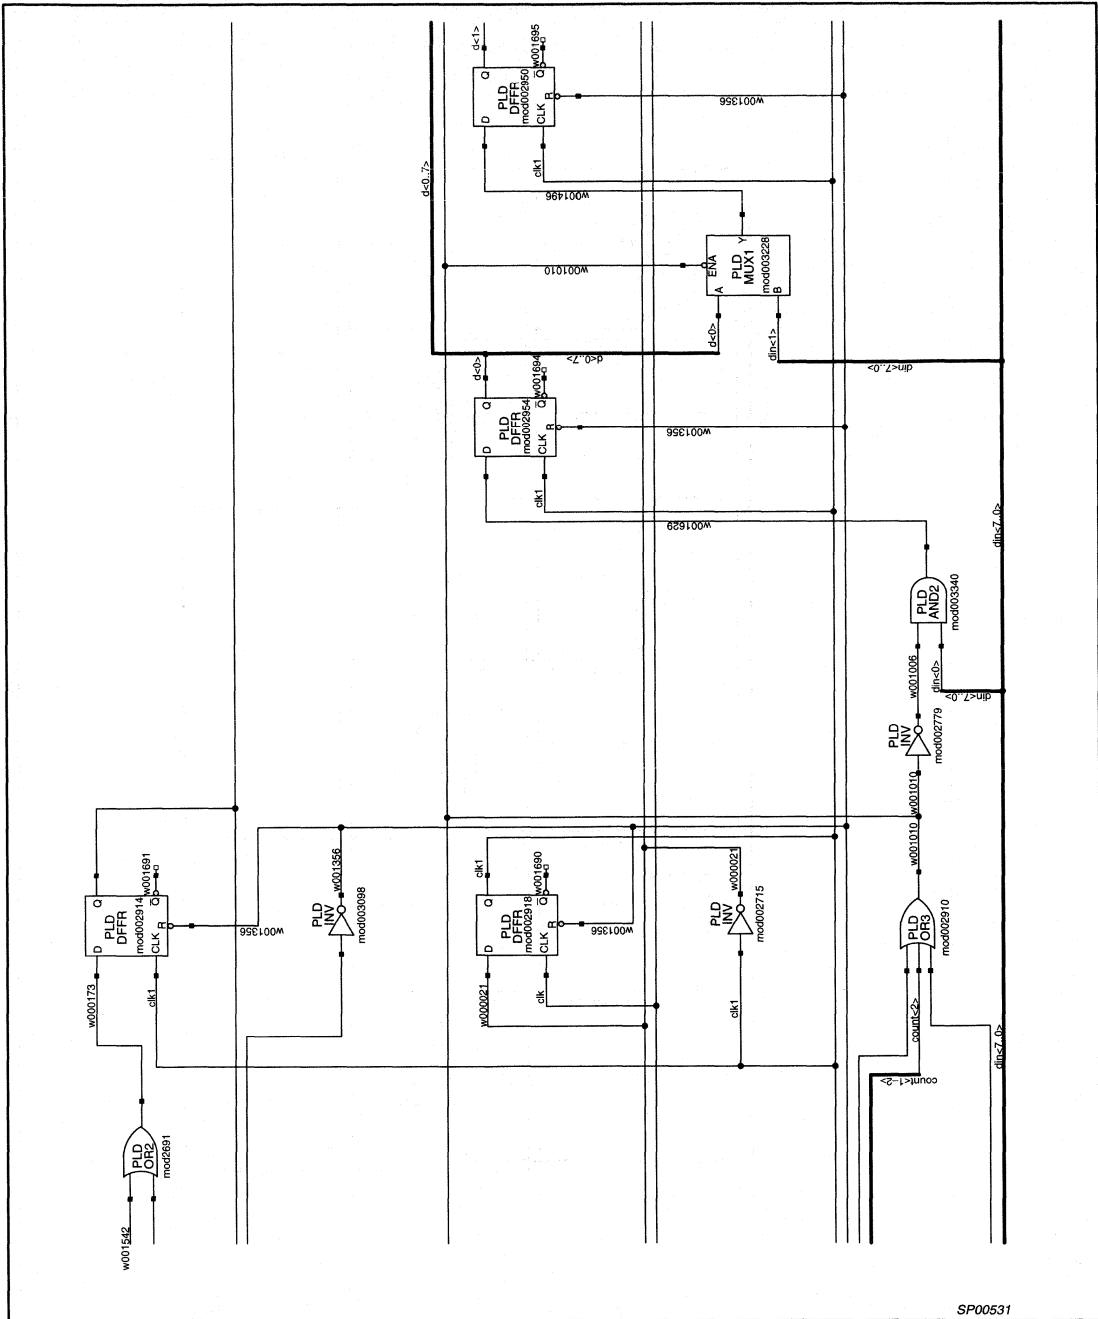 d<1>
w001695
Q
Q
PLD
DFFR
mod002950
R
D
CLK
w001356
clk1
d<0..7>
w001496
Y
PLD
MUX1
mod003228
ENA
A
B
w001010
d<0>
din<1>
d<0..7>
din<7..0>
d<0>
w001694
Q
Q
PLD
DFFR
mod002954
R
D
CLK
w001356
clk1
w001629
din<7..0>
PLD
AND2
mod003340
w001006
din<0>
din<7..0>
PLD
INV
mod002779
w001010
w001010
w001691
Q
Q
PLD
DFFR
mod002914
R
D
CLK
w001356
w000173
clk1
w001356
PLD
INV
mod003098
clk1
w001690
Q
Q
PLD
DFFR
mod002918
R
D
CLK
w001356
w000021
clk
w000021
PLD
INV
mod002715
clk1
PLD
OR3
mod002910
count<2>
count<1-2>
din<7..0>
PLD
OR2
mod2691
w001542
SP00531